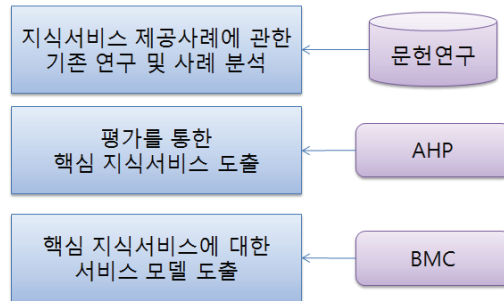 지식서비스 제공사례에 관한
기존 연구 및 사례 분석
문헌연구
평가를 통한
핵심 지식서비스 도출
AHP
핵심 지식서비스에 대한
서비스 모델 도출
BMC